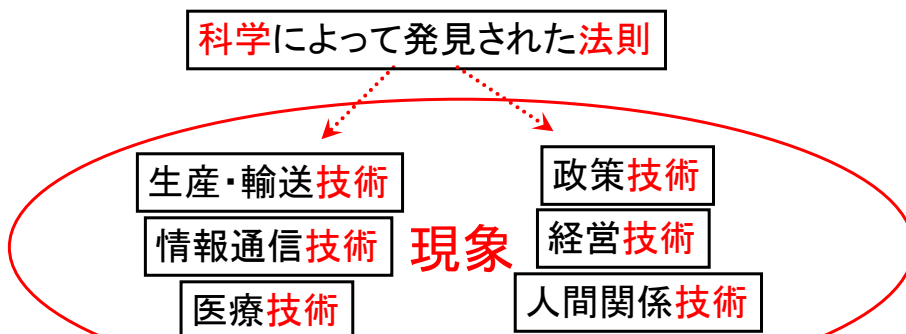 科学によって発見された法則
生産・輸送技術
情報通信技術
医療技術
現象
政策技術
経営技術
人間関係技術